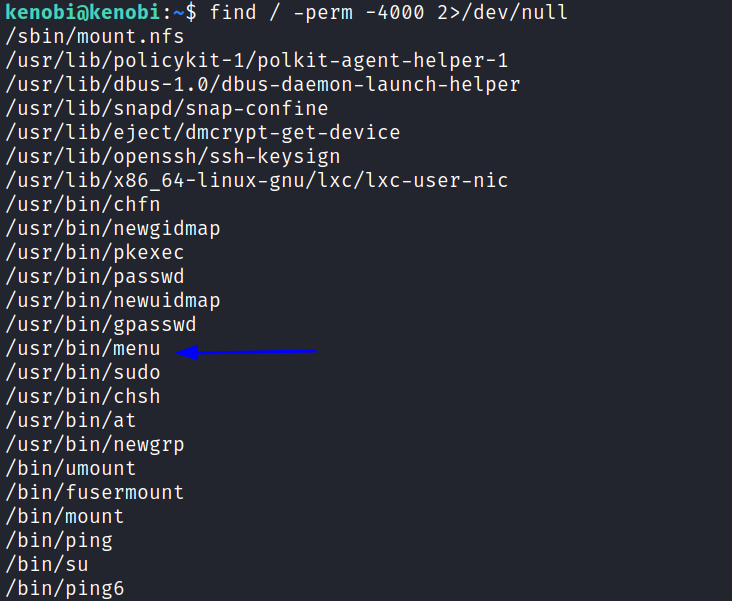 kenobi@kenobi:~$ find / -perm -4000 2>/dev/null
/sbin/mount.nfs
/usr/lib/policykit-1/polkit-agent-helper-1
/usr/lib/dbus-1.0/dbus-daemon-launch-helper
/usr/lib/snapd/snap-confine
/usr/lib/eject/dmcrypt-get-device
/usr/lib/openssh/ssh-keysign
/usr/lib/x86_64-linux-gnu/lxc/lxc-user-nic
/usr/bin/chfn
/usr/bin/newgidmap
/usr/bin/pkexec
/usr/bin/passwd
/usr/bin/newuidmap
/usr/bin/gpasswd
/usr/bin/menu
/usr/bin/sudo
/usr/bin/chsh
/usr/bin/at
/usr/bin/newgrp
/bin/umount
/bin/fusermount
/bin/mount
/bin/ping
/bin/su
/bin/ping6